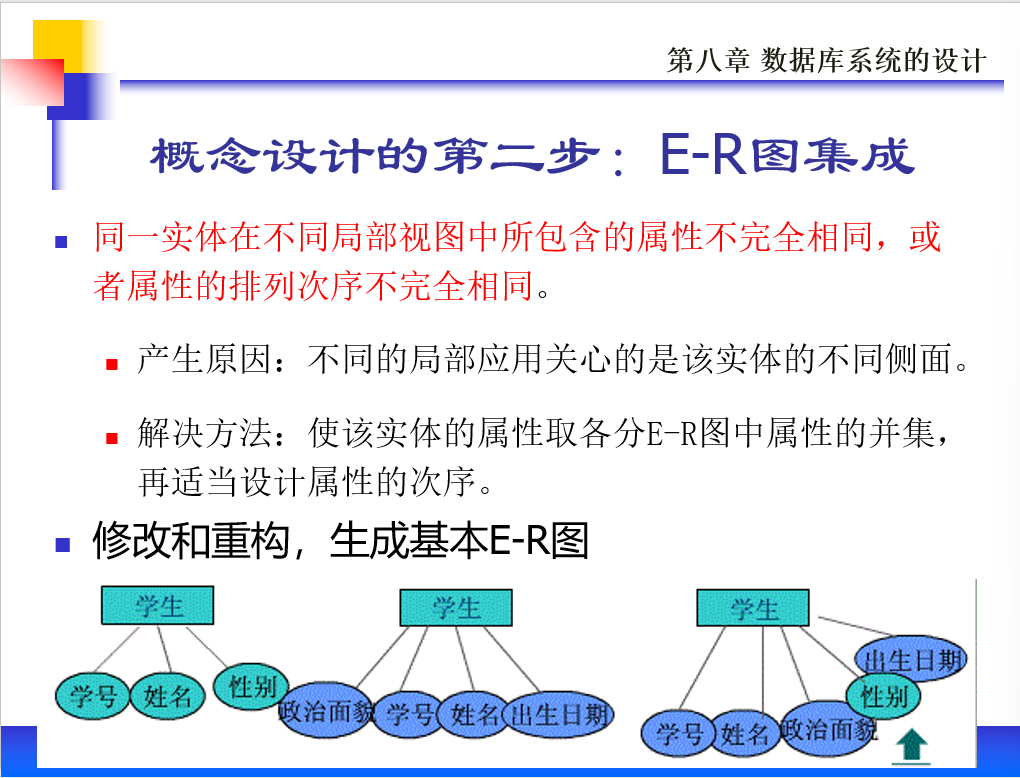 第八章 数据库系统的设计
概念设计的第二步：E-R图集成
同一实体在不同局部视图中所包含的属性不完全相同，或
者属性的排列次序不完全相同。
产生原因：不同的局部应用关心的是该实体的不同侧面。
解决方法：使该实体的属性取各分E-R图中属性的并集，
再适当设计属性的次序。
修改和重构，生成基本E-R图
学生
学号
姓名
性别
学生
政治面貌
学号
姓名
出生日期
学生
出生日期
性别
学号
姓名
政治面貌